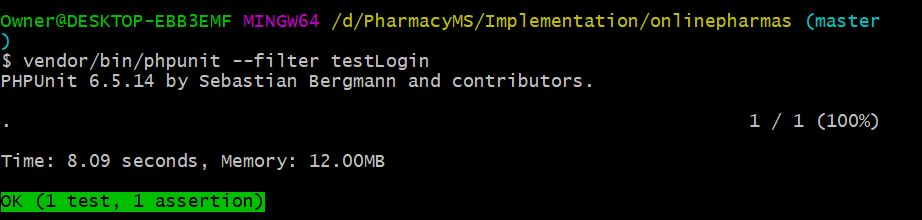 Owner@DESKTOP-EBB3EMF MINGW64 /d/PharmacyMS/Implementation/onlinepharmas (master
)
$ vendor/bin/phpunit --filter testLogin
PHPUnit 6.5.14 by Sebastian Bergmann and contributors.
. 1 / 1 (100%)
Time: 8.09 seconds, Memory: 12.00MB
OK (1 test, 1 assertion)